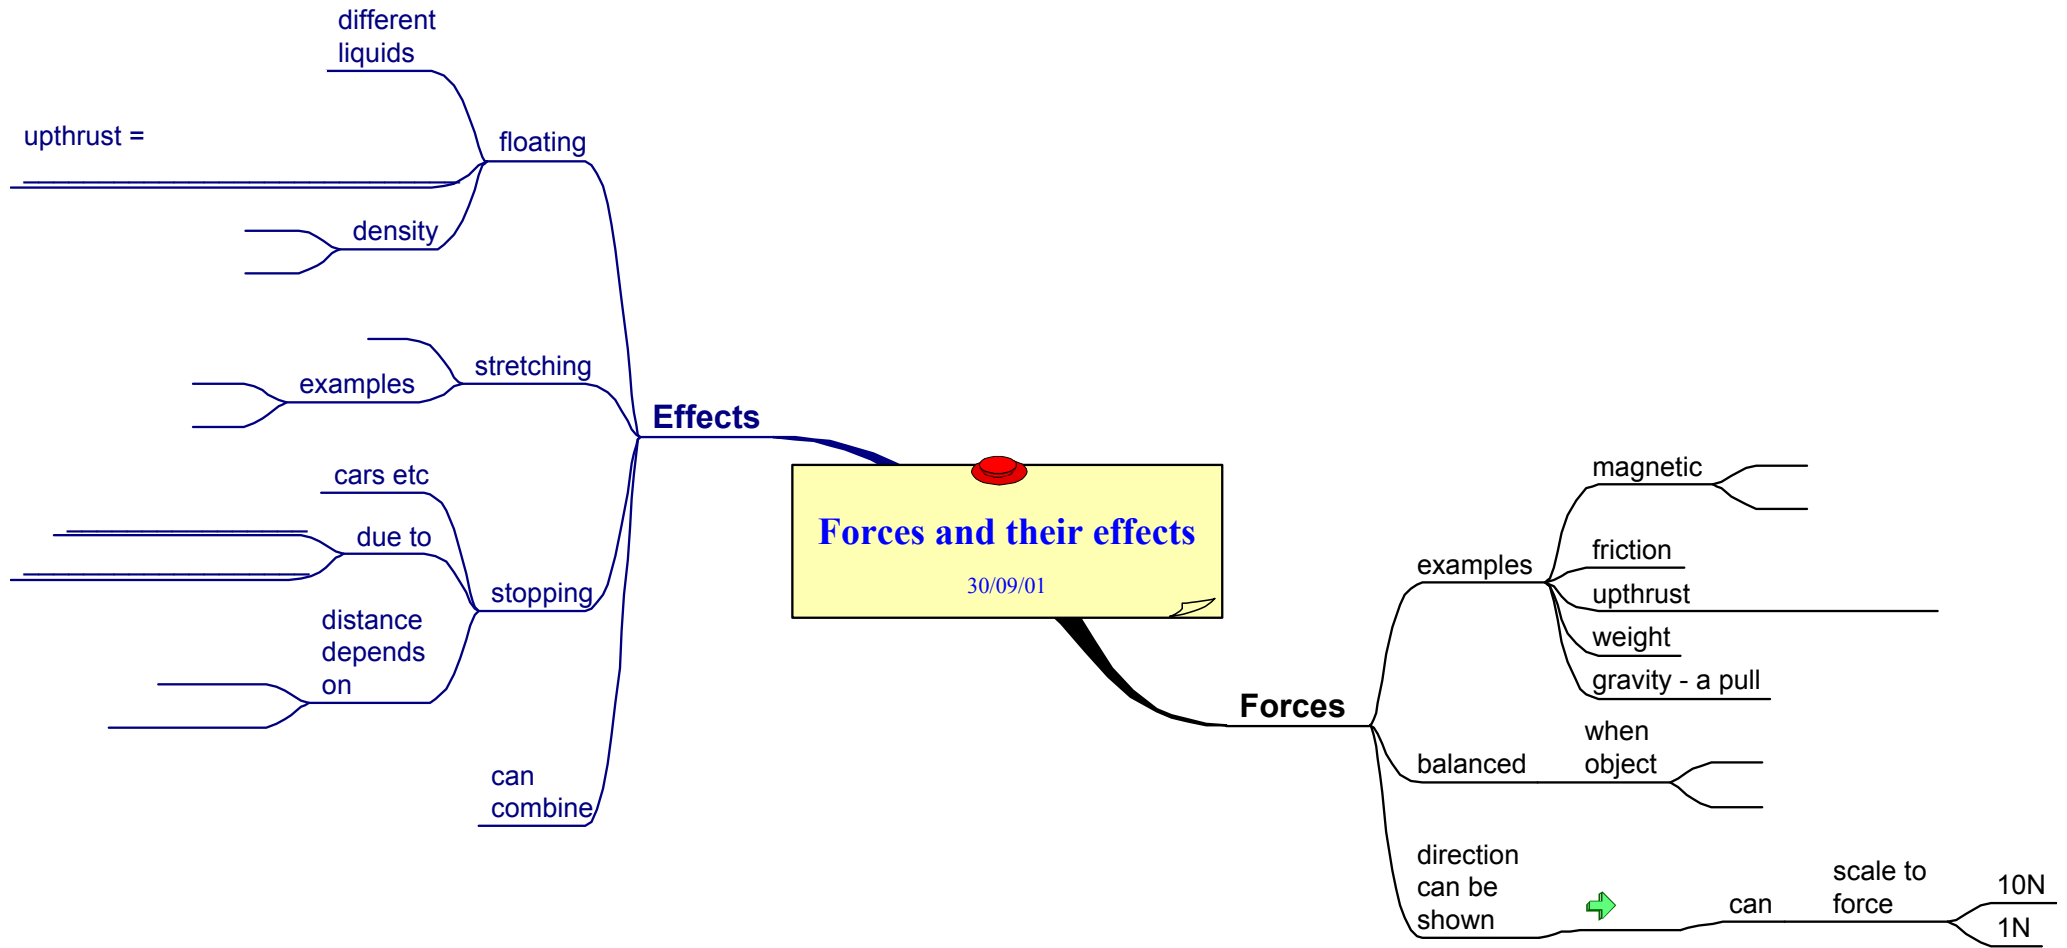 different
liquids
upthrust =
floating
density
stretching
examples
Effects
cars etc
due to
stopping
distance
depends
on
can
combine
Forces and their effects
30/09/01
Forces
examples
magnetic
friction
upthrust
weight
gravity - a pull
balanced
when
object
direction
can be
shown
can
scale to
force
10N
1N